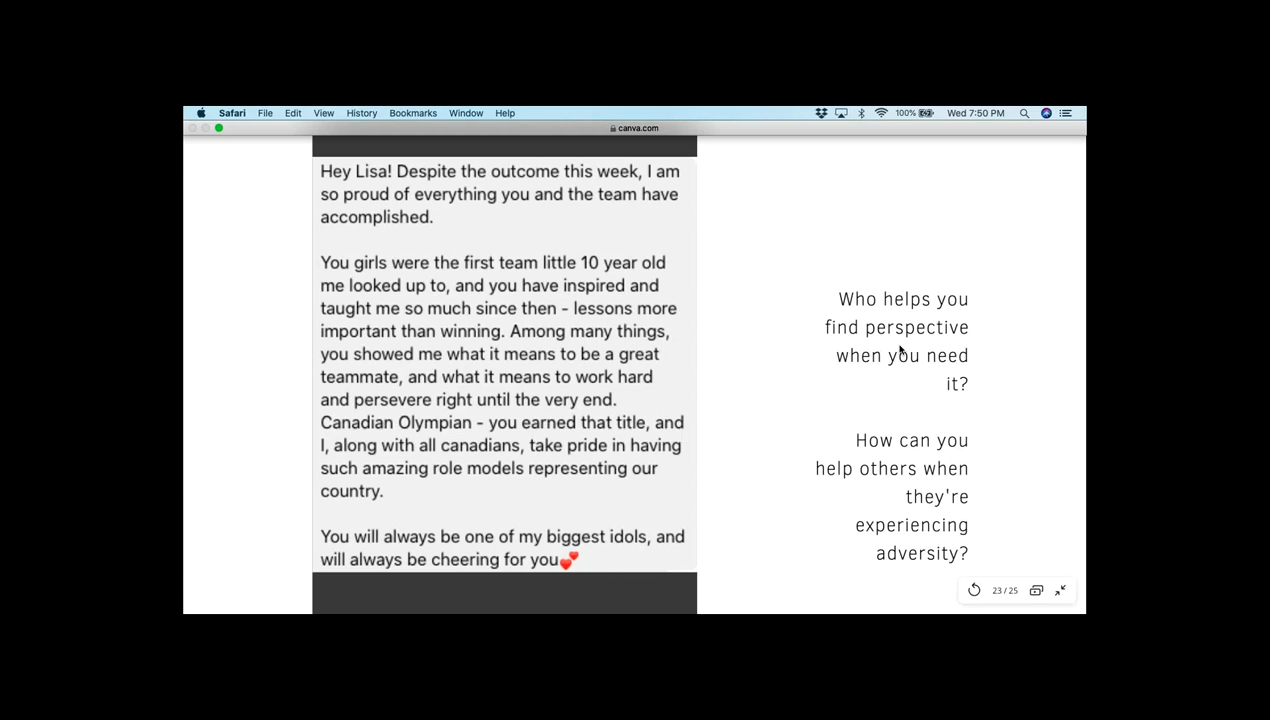 Safari File Edit View History Bookmarks Window Help 100% Wed 7:50 PM
canva.com
Hey Lisa! Despite the outcome this week, I am
so proud of everything you and the team have
accomplished.
You girls were the first team little 10 year old
me looked up to, and you have inspired and
taught me so much since then - lessons more
important than winning. Among many things,
you showed me what it means to be a great
teammate, and what it means to work hard
and persevere right until the very end.
Canadian Olympian - you earned that title, and
I, along with all canadians, take pride in having
such amazing role models representing our
country.
You will always be one of my biggest idols, and
will always be cheering for you💕
Who helps you
find perspective
when you need
it?
How can you
help others when
they're
experiencing
adversity?
23 / 25